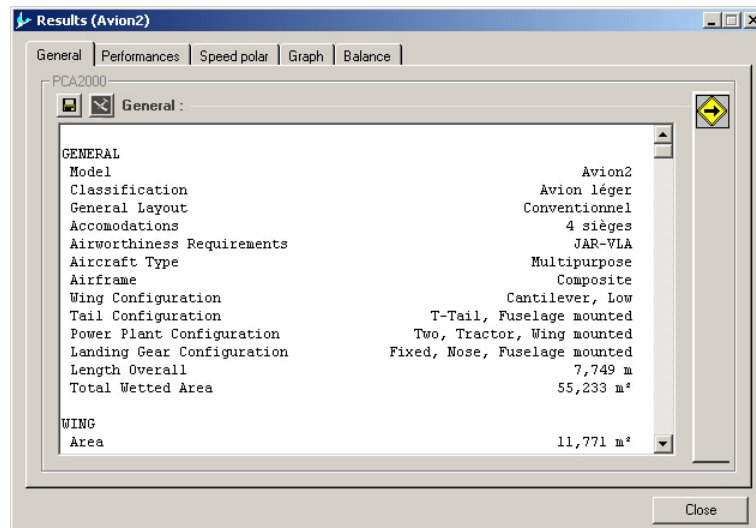 Results (Avion2)
General Performances Speed polar Graph Balance
PCA2000
General :
GENERAL
Model Avion2
Classification Avion léger
General Layout Conventionnel
Accomodations 4 sièges
Airworthiness Requirements JAR-VLA
Aircraft Type Multipurpose
Airframe Composite
Wing Configuration Cantilever, Low
Tail Configuration T-Tail, Fuselage mounted
Power Plant Configuration Two, Tractor, Wing mounted
Landing Gear Configuration Fixed, Nose, Fuselage mounted
Length Overall 7,749 m
Total Wetted Area 55,233 m²
WING
Area 11,771 m²
Close